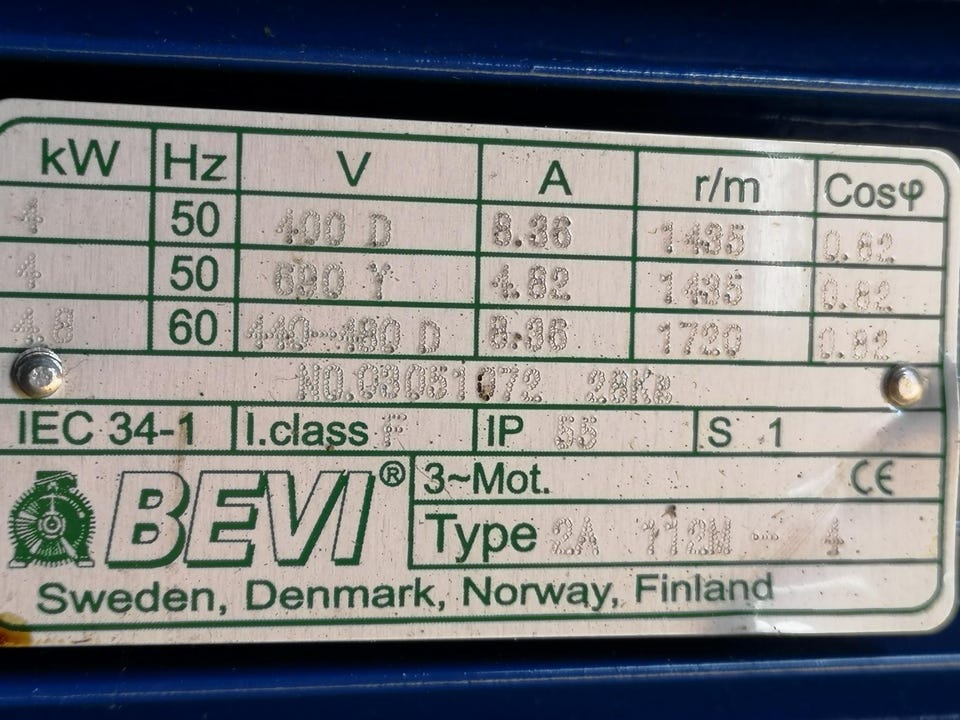 kW Hz V A r/m Cosφ
4 50 400 D 8.36 1435 0.82
4 50 690 Y 4.82 1435 0.82
4.8 60 440-480 D 8.36 1720 0.82
NO.03051072 28KG
IEC 34-1 I.class F IP 55 S 1
BEVI® 3~Mot. CE
Type 2A 112M - 4
Sweden, Denmark, Norway, Finland